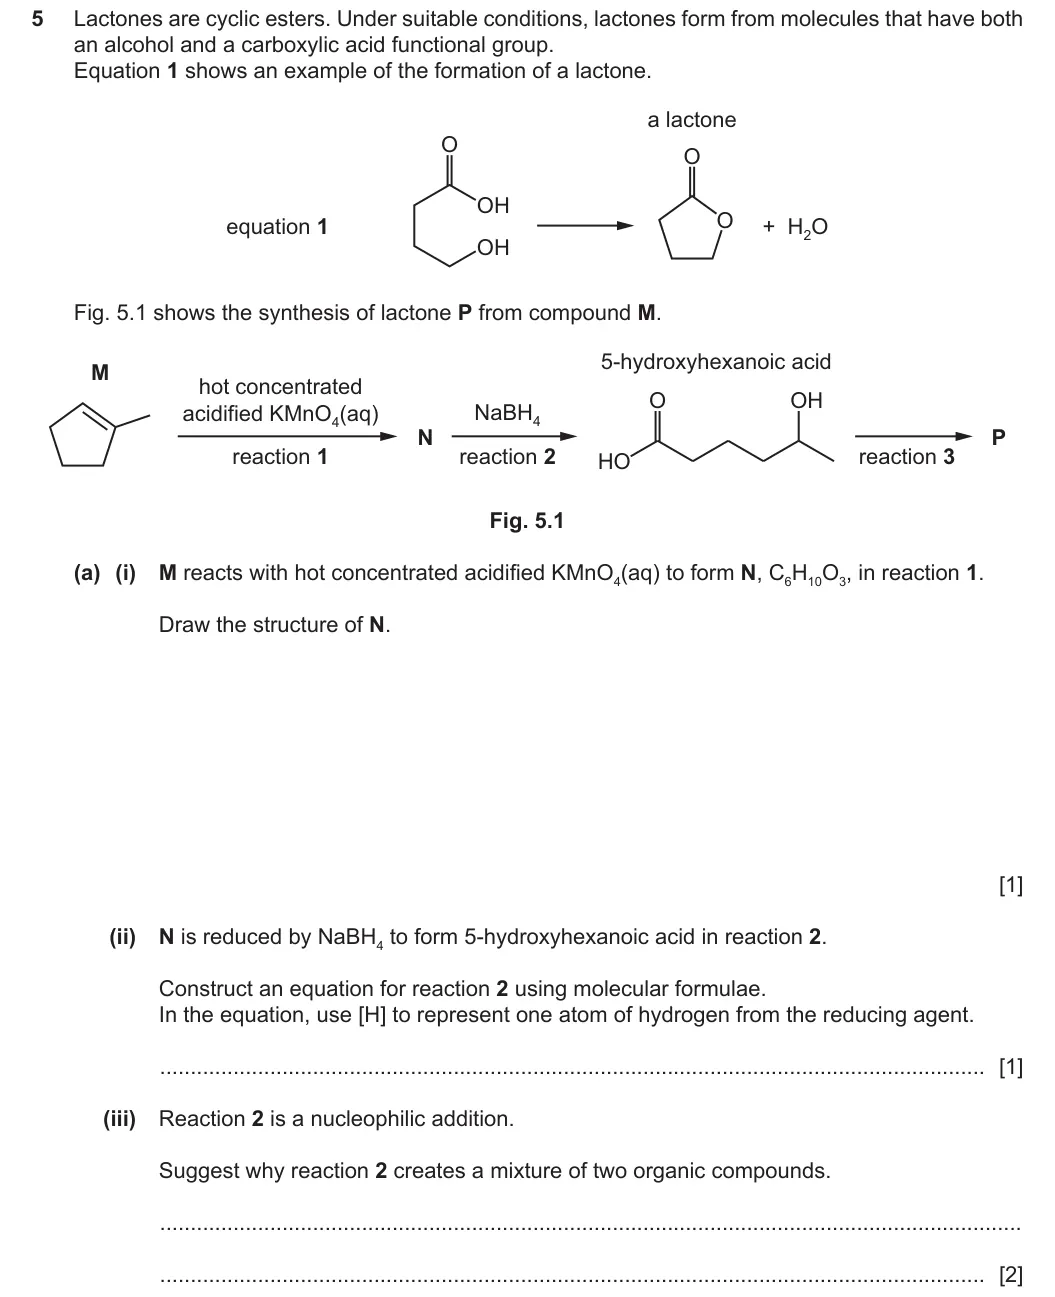 5 Lactones are cyclic esters. Under suitable conditions, lactones form from molecules that have both
an alcohol and a carboxylic acid functional group.
Equation 1 shows an example of the formation of a lactone.
a lactone
O
O
OH
equation 1
O
+ H₂O
OH
Fig. 5.1 shows the synthesis of lactone P from compound M.
5-hydroxyhexanoic acid
M
hot concentrated
acidified KMnO₄(aq)
NaBH₄
O
OH
N
P
reaction 1
reaction 2
HO
reaction 3
Fig. 5.1
(a) (i) M reacts with hot concentrated acidified KMnO₄(aq) to form N, C₆H₁₀O₃, in reaction 1.
Draw the structure of N.
[1]
(ii) N is reduced by NaBH₄ to form 5-hydroxyhexanoic acid in reaction 2.
Construct an equation for reaction 2 using molecular formulae.
In the equation, use [H] to represent one atom of hydrogen from the reducing agent.
[1]
(iii) Reaction 2 is a nucleophilic addition.
Suggest why reaction 2 creates a mixture of two organic compounds.
[2]